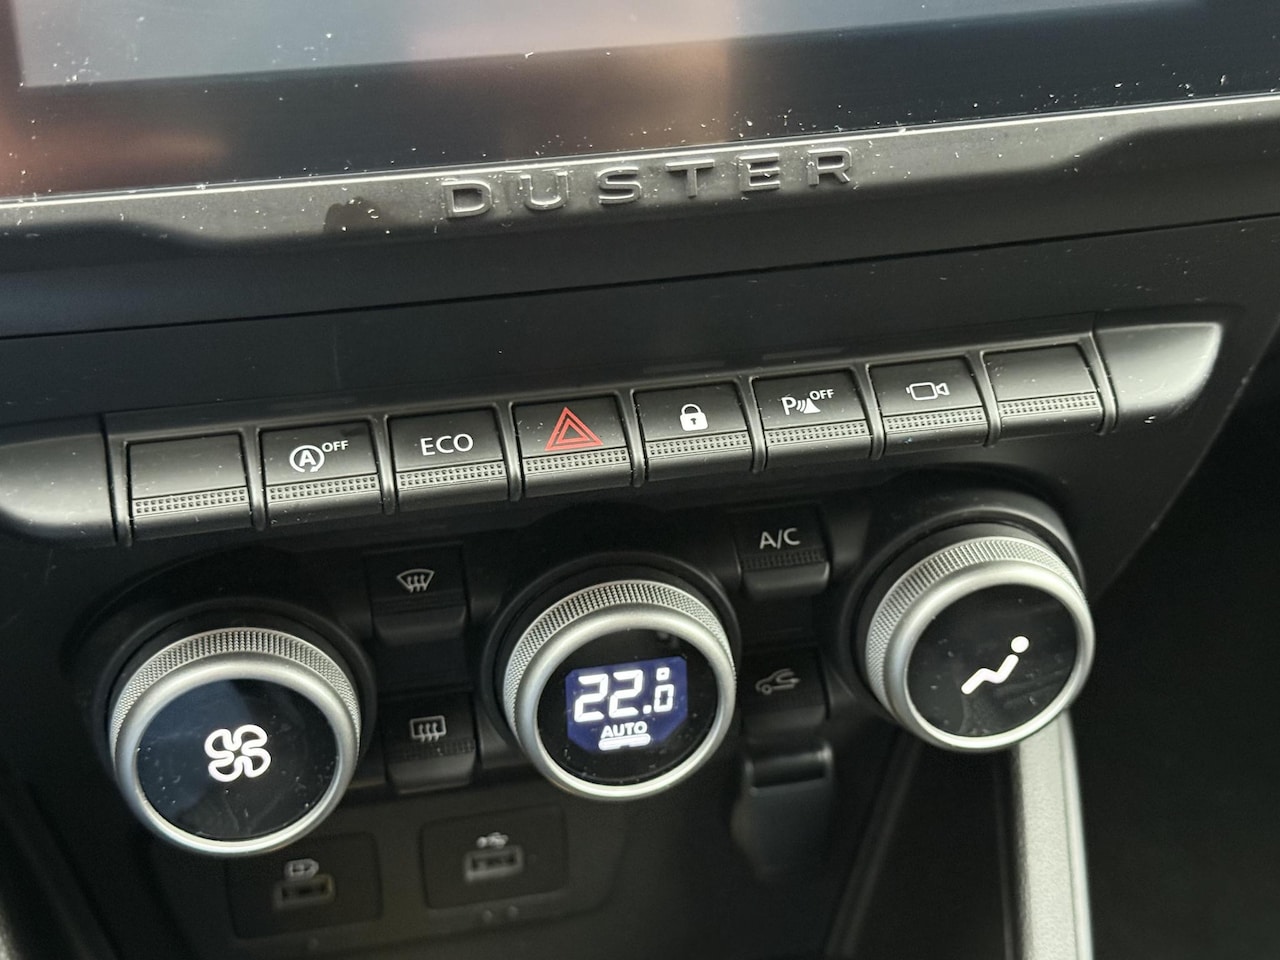 DUSTER
A OFF
ECO
P OFF
A/C
22.0°
AUTO